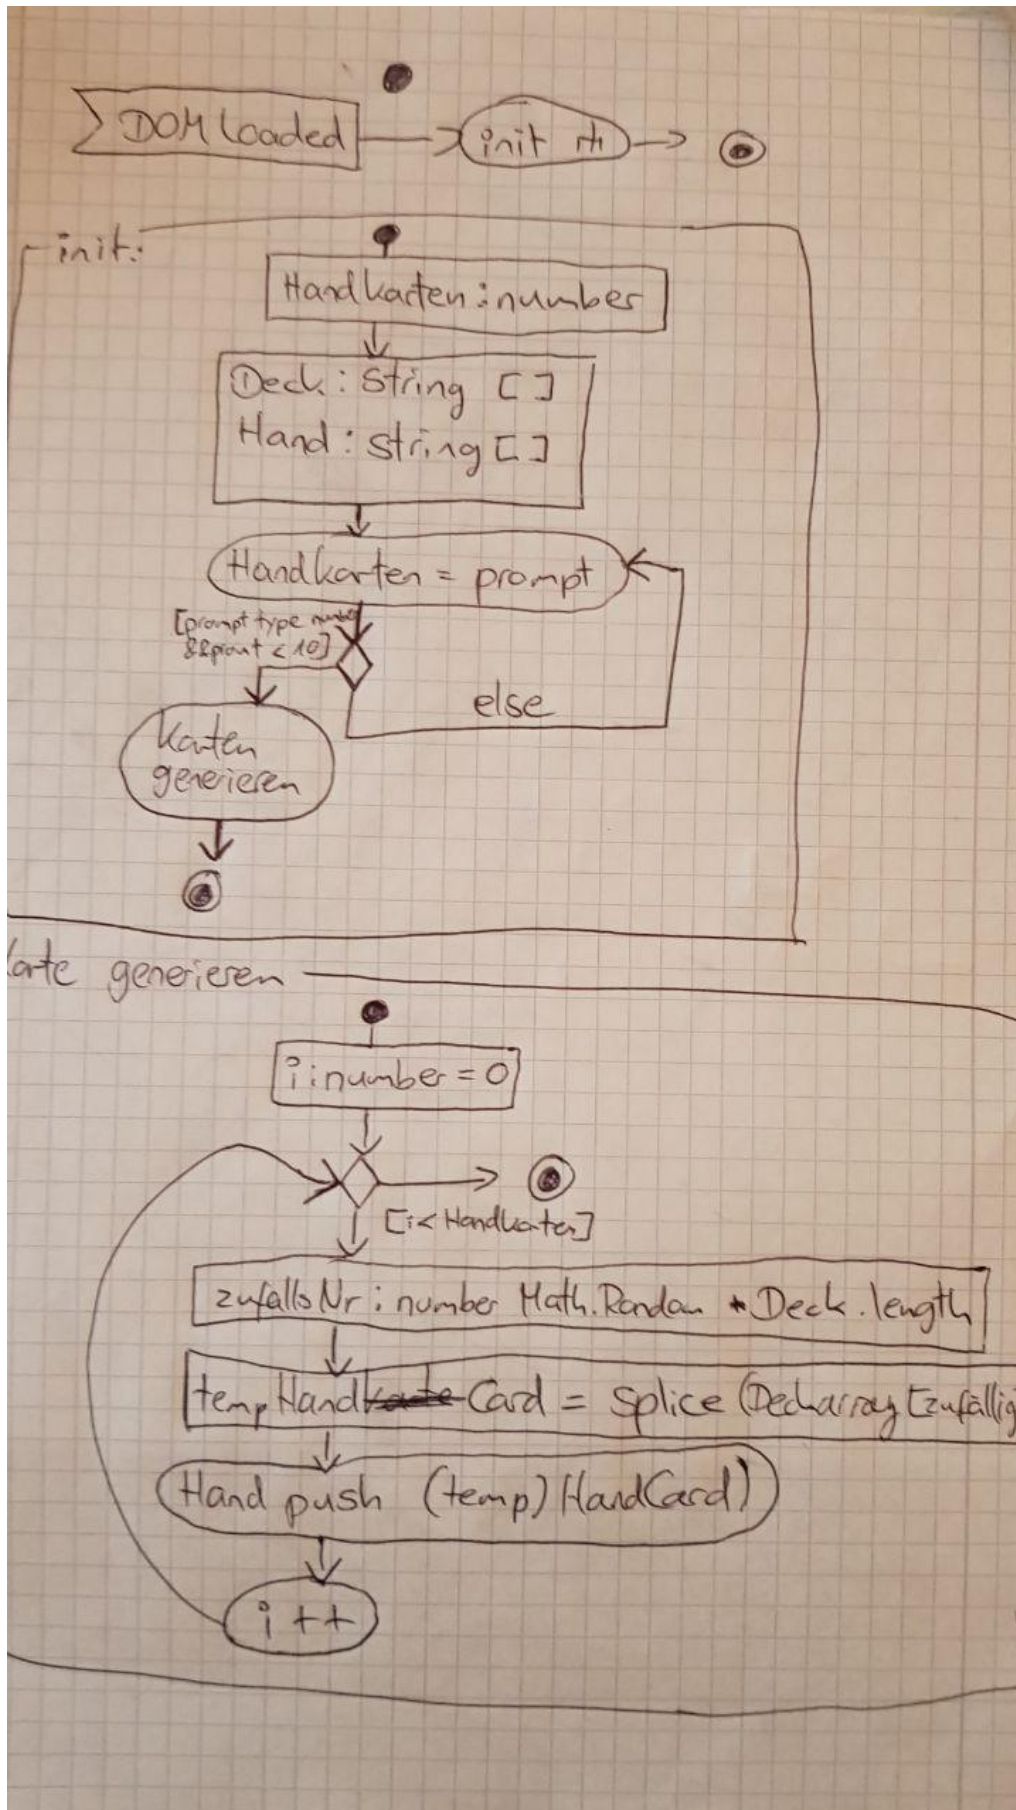 DOM loaded
init
init:
Handkarten : number
Deck : String []
Hand : String []
Handkarten = prompt
[prompt type number
&& < 10]
else
Karten
generieren
arte generieren
i : number = 0
[i < Handkarten]
zufallsNr : number Math.Random * Deck.length
temp Hand Card = Splice (Deckarray [zufällig
Hand push (temp) HandCard)
i ++